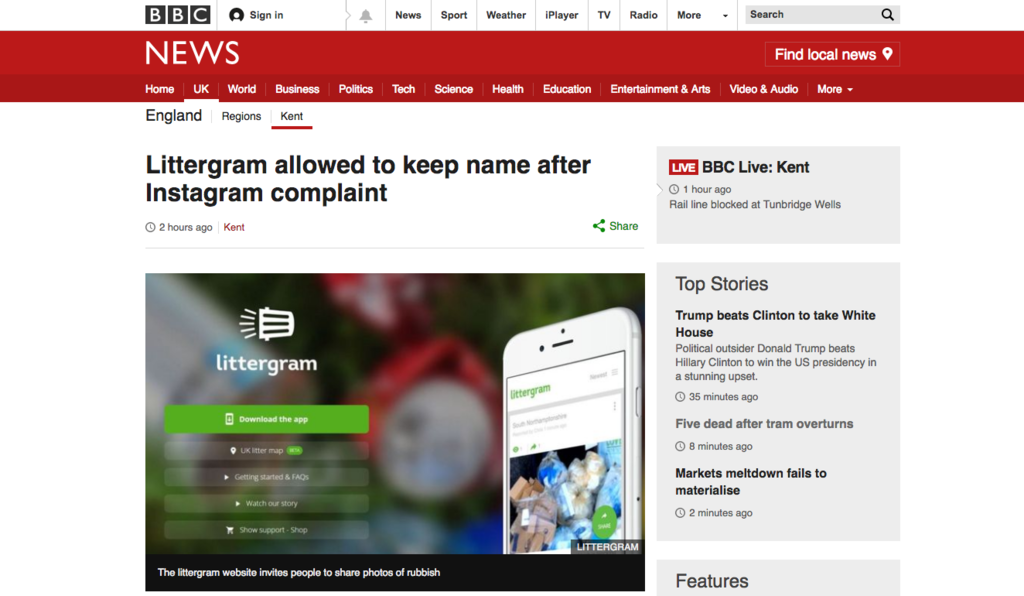 BBC Sign in News Sport Weather iPlayer TV Radio More Search
NEWS
Find local news
Home UK World Business Politics Tech Science Health Education Entertainment & Arts Video & Audio More
England Regions Kent
Littergram allowed to keep name after
Instagram complaint
2 hours ago Kent
Share
littergram
Download the app
UK litter map BETA
Getting started & FAQs
Watch our story
Show support - Shop
littergram
Newest
South Northamptonshire
LITTERGRAM
The littergram website invites people to share photos of rubbish
LIVE BBC Live: Kent
1 hour ago
Rail line blocked at Tunbridge Wells
Top Stories
Trump beats Clinton to take White
House
Political outsider Donald Trump beats
Hillary Clinton to win the US presidency in
a stunning upset.
35 minutes ago
Five dead after tram overturns
8 minutes ago
Markets meltdown fails to
materialise
2 minutes ago
Features